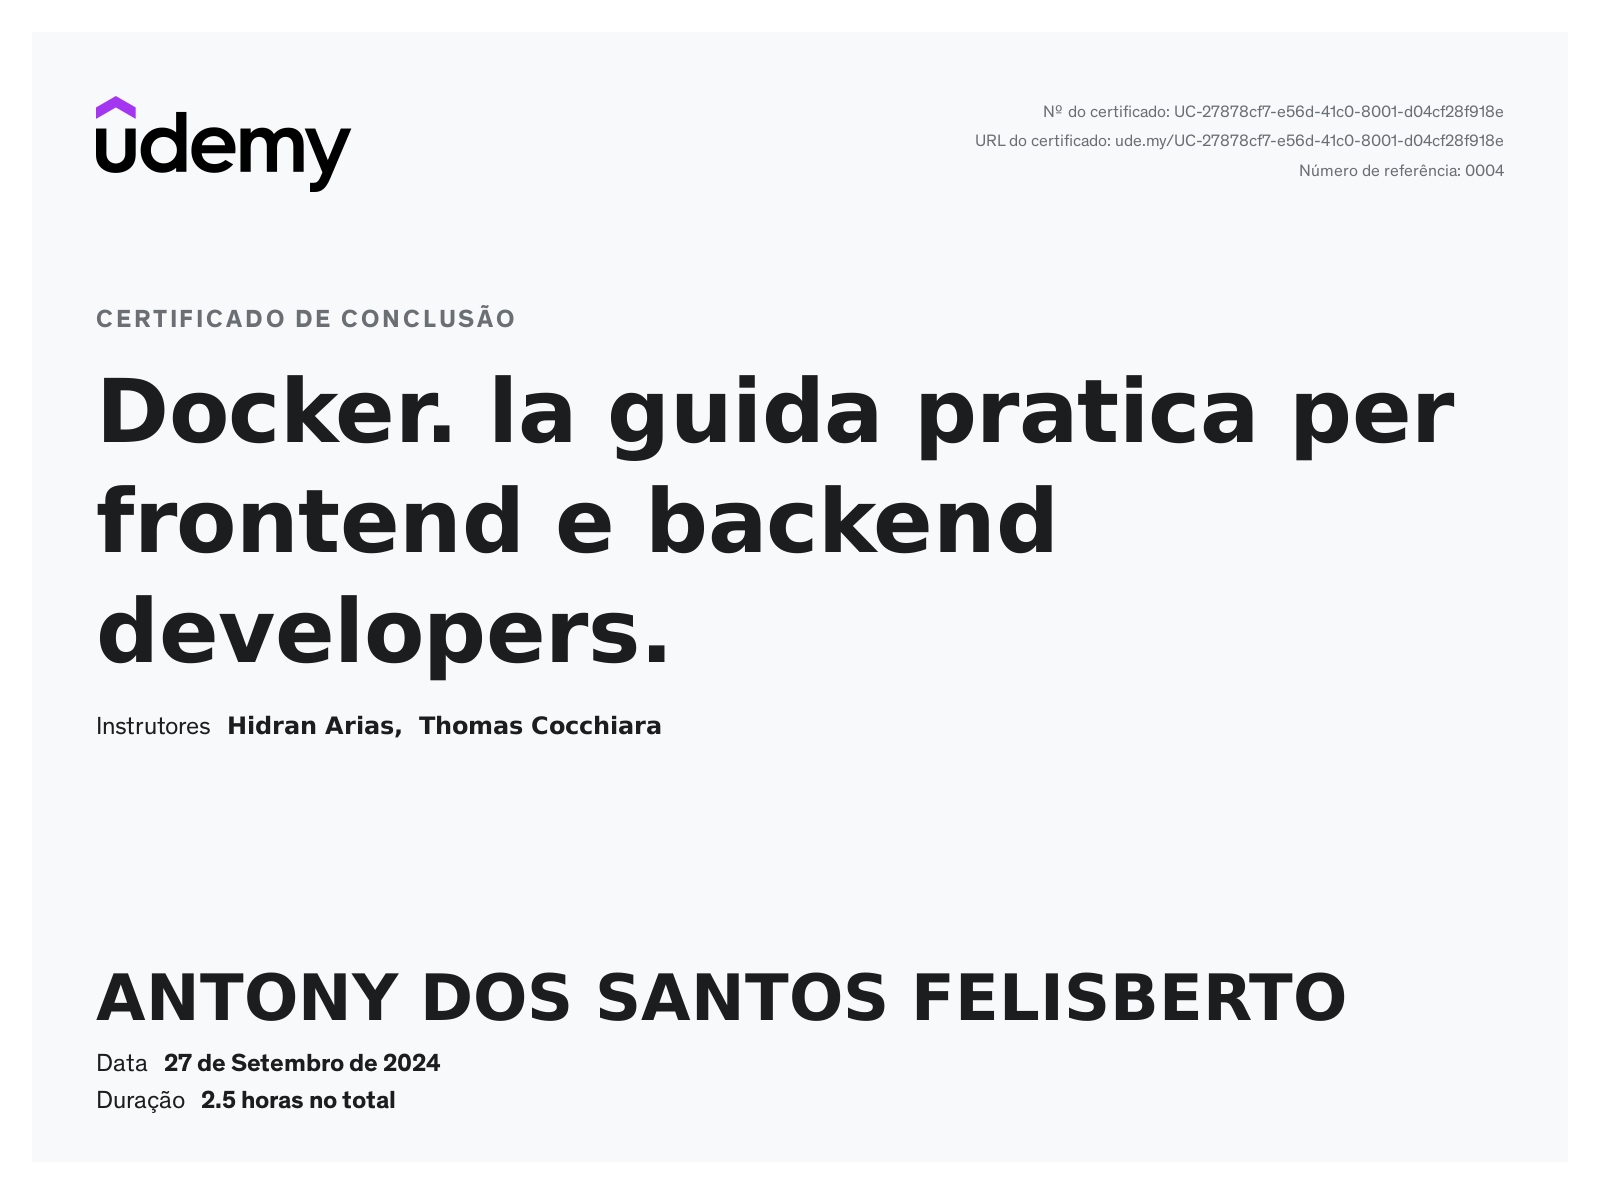 udemy
Nº do certificado: UC-27878cf7-e56d-41c0-8001-d04cf28f918e
URL do certificado: ude.my/UC-27878cf7-e56d-41c0-8001-d04cf28f918e
Número de referência: 0004
CERTIFICADO DE CONCLUSÃO
Docker. la guida pratica per
frontend e backend
developers.
Instrutores Hidran Arias, Thomas Cocchiara
ANTONY DOS SANTOS FELISBERTO
Data 27 de Setembro de 2024
Duração 2.5 horas no total